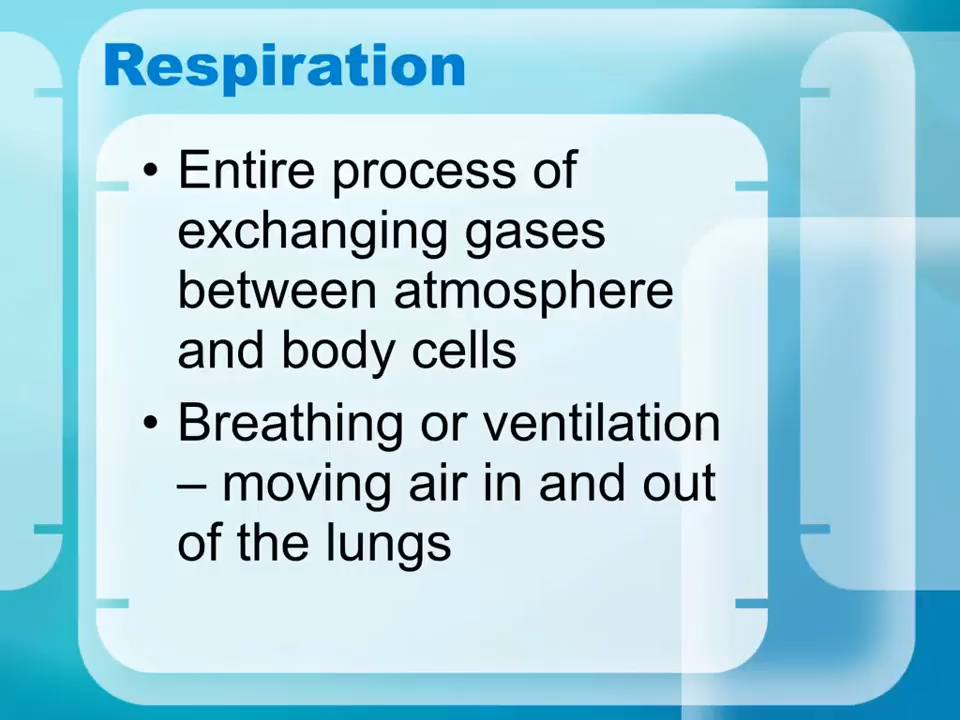 Respiration
• Entire process of
exchanging gases
between atmosphere
and body cells
• Breathing or ventilation
– moving air in and out
of the lungs